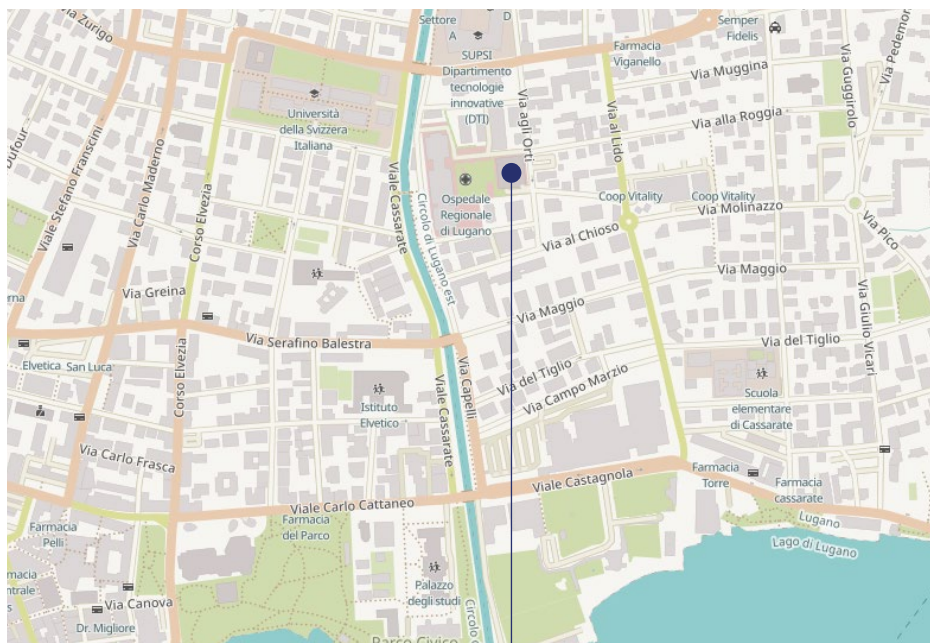 Via Zurigo
Settore
A
D
SUPSI
Dipartimento
tecnologie
innovative
(DTI)
Semper
Fidelis
Farmacia
Viganello
Via Muggina
Via Guggirolo
Via Pedemon
Via agli Orti
Via alla Roggia
Via al Lido
Università
della Svizzera
Italiana
Dufour
Viale Stefano Franscini
Via Carlo Maderno
Corso Elvezia
Viale Cassarate
Circolo di Lugano est
Ospedale
Regionale
di Lugano
Coop Vitality
Coop Vitality
Via Molinazzo
Via Pico
Via al Chioso
Via Maggio
Via Maggio
Via Greina
erna
Via Serafino Balestra
Via del Tiglio
Via del Tiglio
Via Giulio Vicari
Via Campo Marzio
Via Capelli
Elvetica
San Luca
Corso Elvezia
Istituto
Elvetico
Viale Cassarate
Scuola
elementare
di Cassarate
Via Carlo Frasca
Viale Castagnola
Farmacia
Torre
Farmacia
cassarate
Viale Carlo Cattaneo
Lugano
Lago di Lugano
Farmacia
Pelli
Farmacia
del Parco
macia
ntrale
s
Via Canova
Dr. Migliore
Palazzo
degli studi
Circolo
Parco Civico